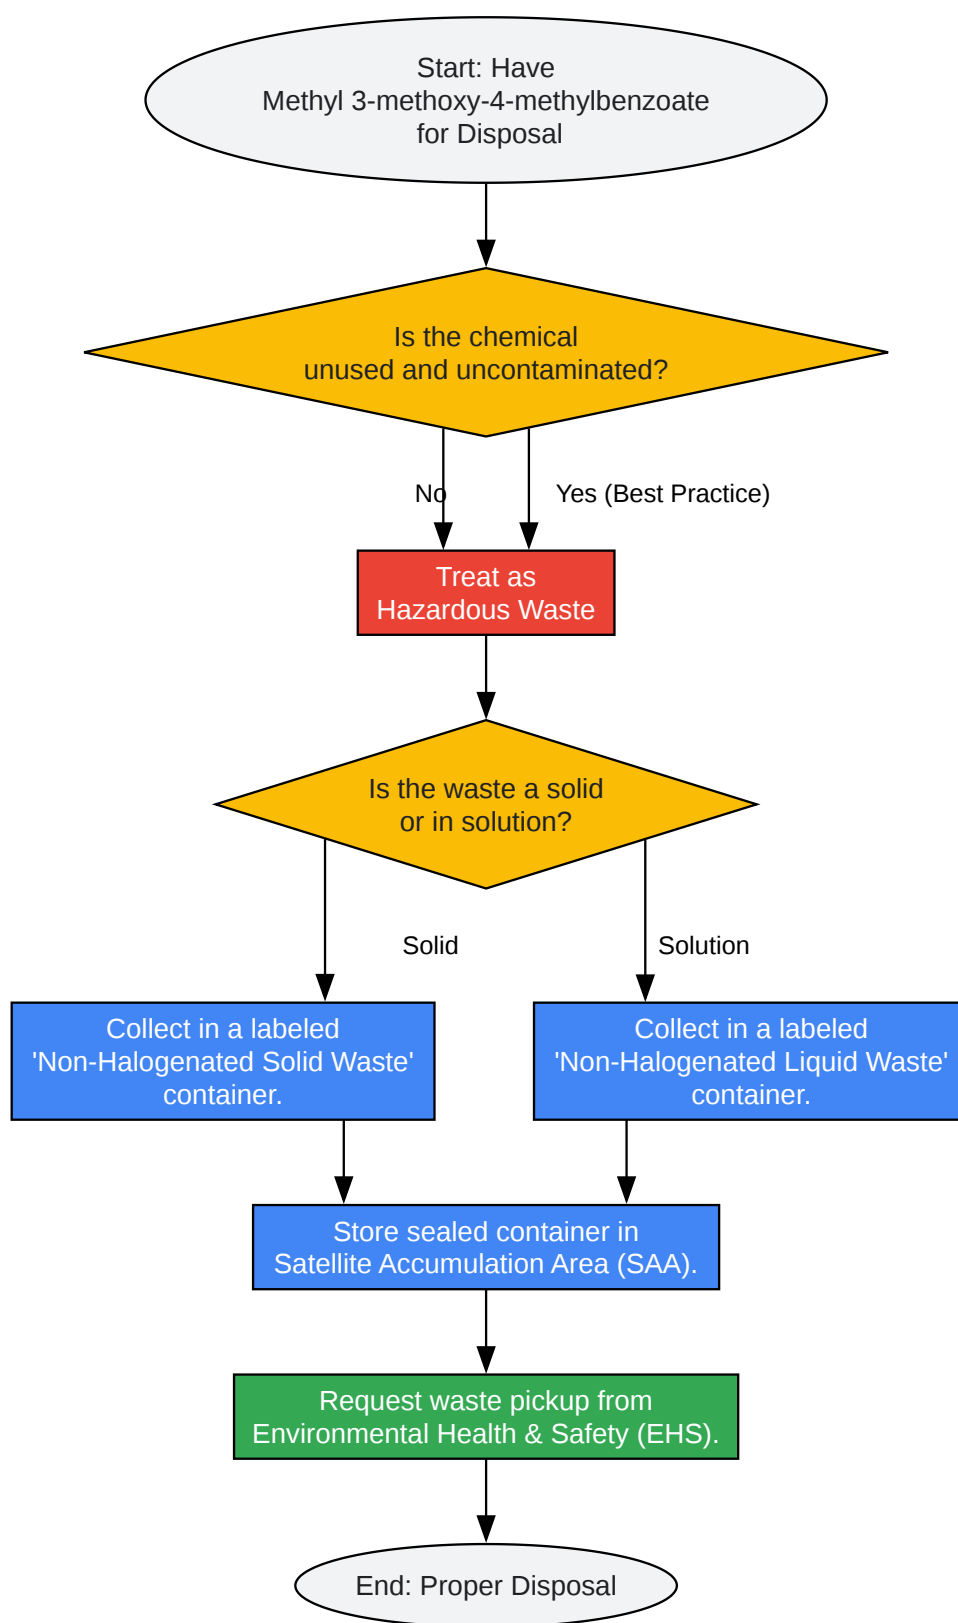 Start: Have
Methyl 3-methoxy-4-methylbenzoate
for Disposal
Is the chemical
unused and uncontaminated?
No
Yes (Best Practice)
Treat as
Hazardous Waste
Is the waste a solid
or in solution?
Solid
Solution
Collect in a labeled
'Non-Halogenated Solid Waste'
container.
Collect in a labeled
'Non-Halogenated Liquid Waste'
container.
Store sealed container in
Satellite Accumulation Area (SAA).
Request waste pickup from
Environmental Health & Safety (EHS).
End: Proper Disposal